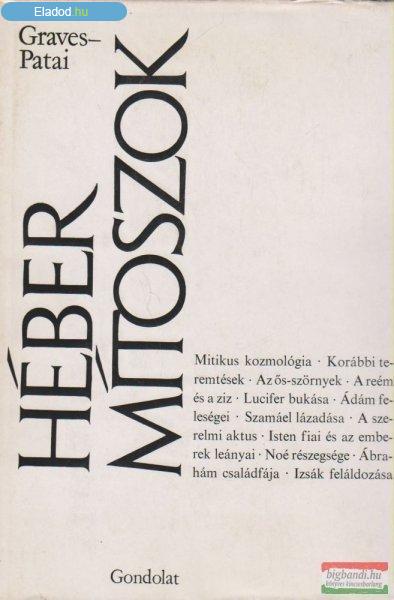 Eladod.hu
Graves–
Patai
HÉBER
MÍTOSZOK
Mitikus kozmológia · Korábbi te-
remtések · Az ős-szörnyek · A reém
és a ziz · Lucifer bukása · Ádám fe-
leségei · Szamáel lázadása · A sze-
relmi aktus · Isten fiai és az embe-
rek leányai · Noé részegsége · Ábra-
hám családfája · Izsák feláldozása
Gondolat
bigbandi.hu
könyves kincsesbarlang